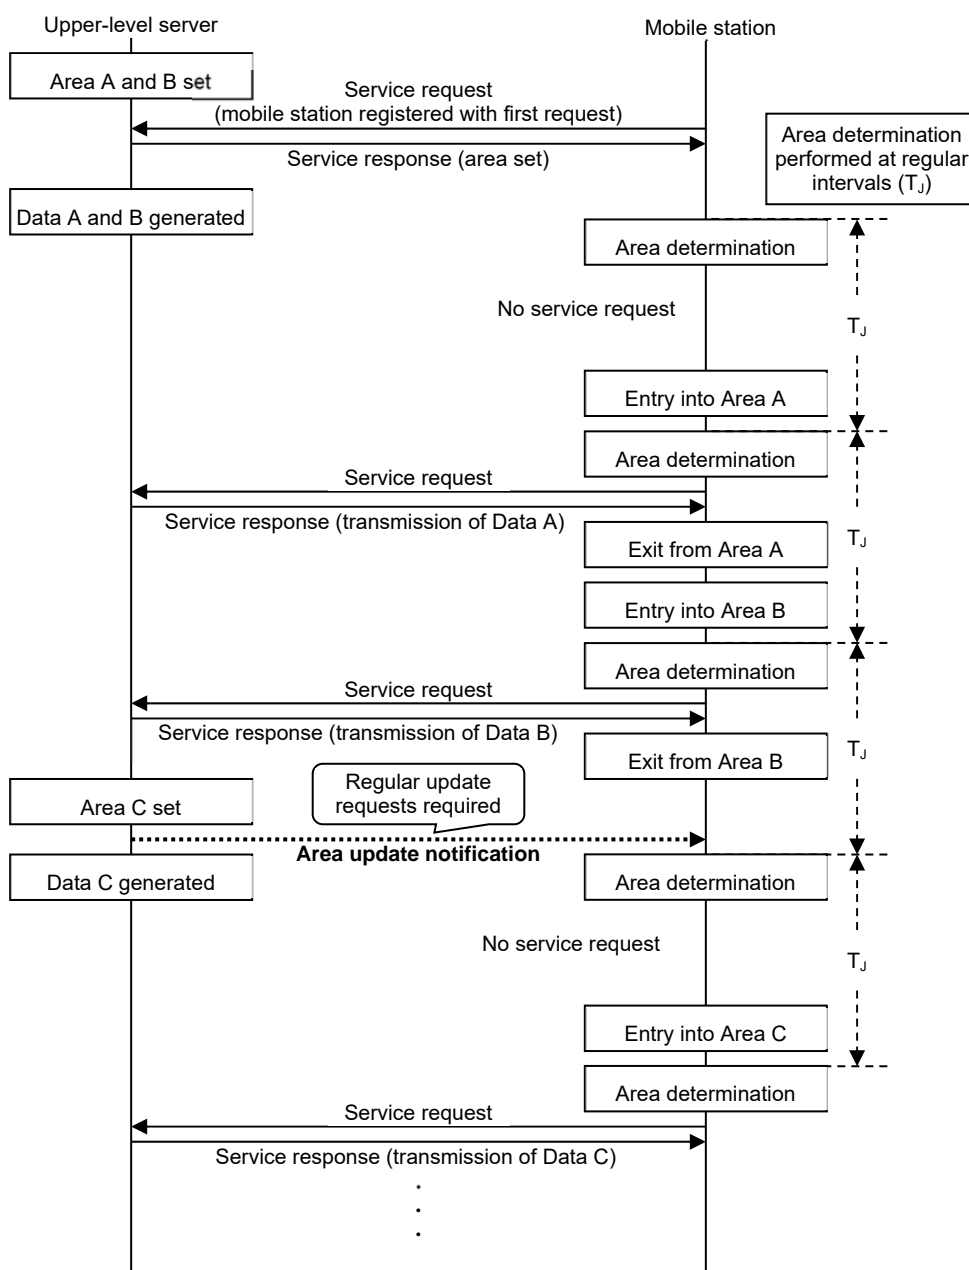 Upper-level server
Mobile station
Area A and B set
Service request
(mobile station registered with first request)
Service response (area set)
Area determination
performed at regular
intervals (TJ)
Data A and B generated
Area determination
No service request
TJ
Entry into Area A
Area determination
Service request
Service response (transmission of Data A)
Exit from Area A
TJ
Entry into Area B
Area determination
Service request
Service response (transmission of Data B)
Exit from Area B
TJ
Regular update
requests required
Area C set
Area update notification
Data C generated
Area determination
No service request
TJ
Entry into Area C
Area determination
Service request
Service response (transmission of Data C)
.
.
.